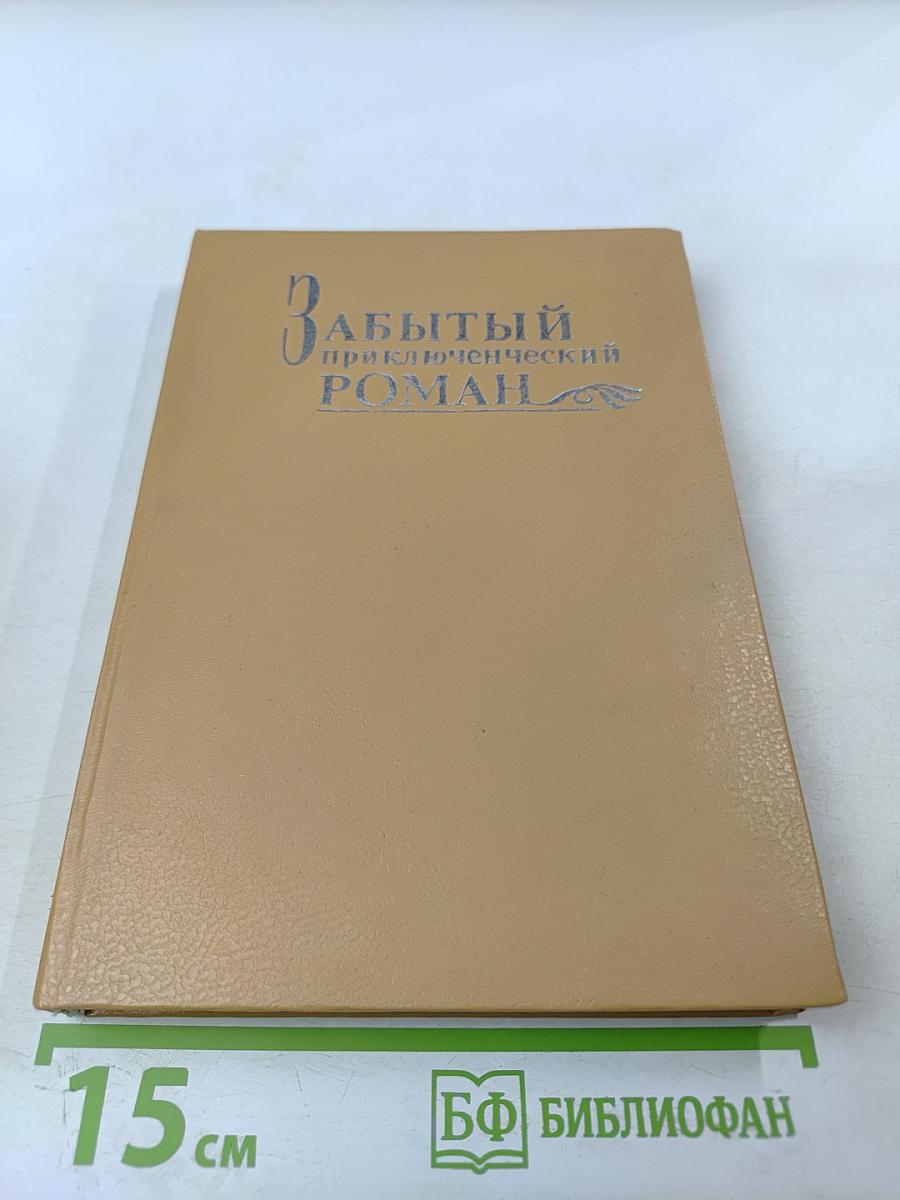 ЗАБЫТЫЙ
приключенческий
РОМАН
15 см
БФ БИБЛИОФАН